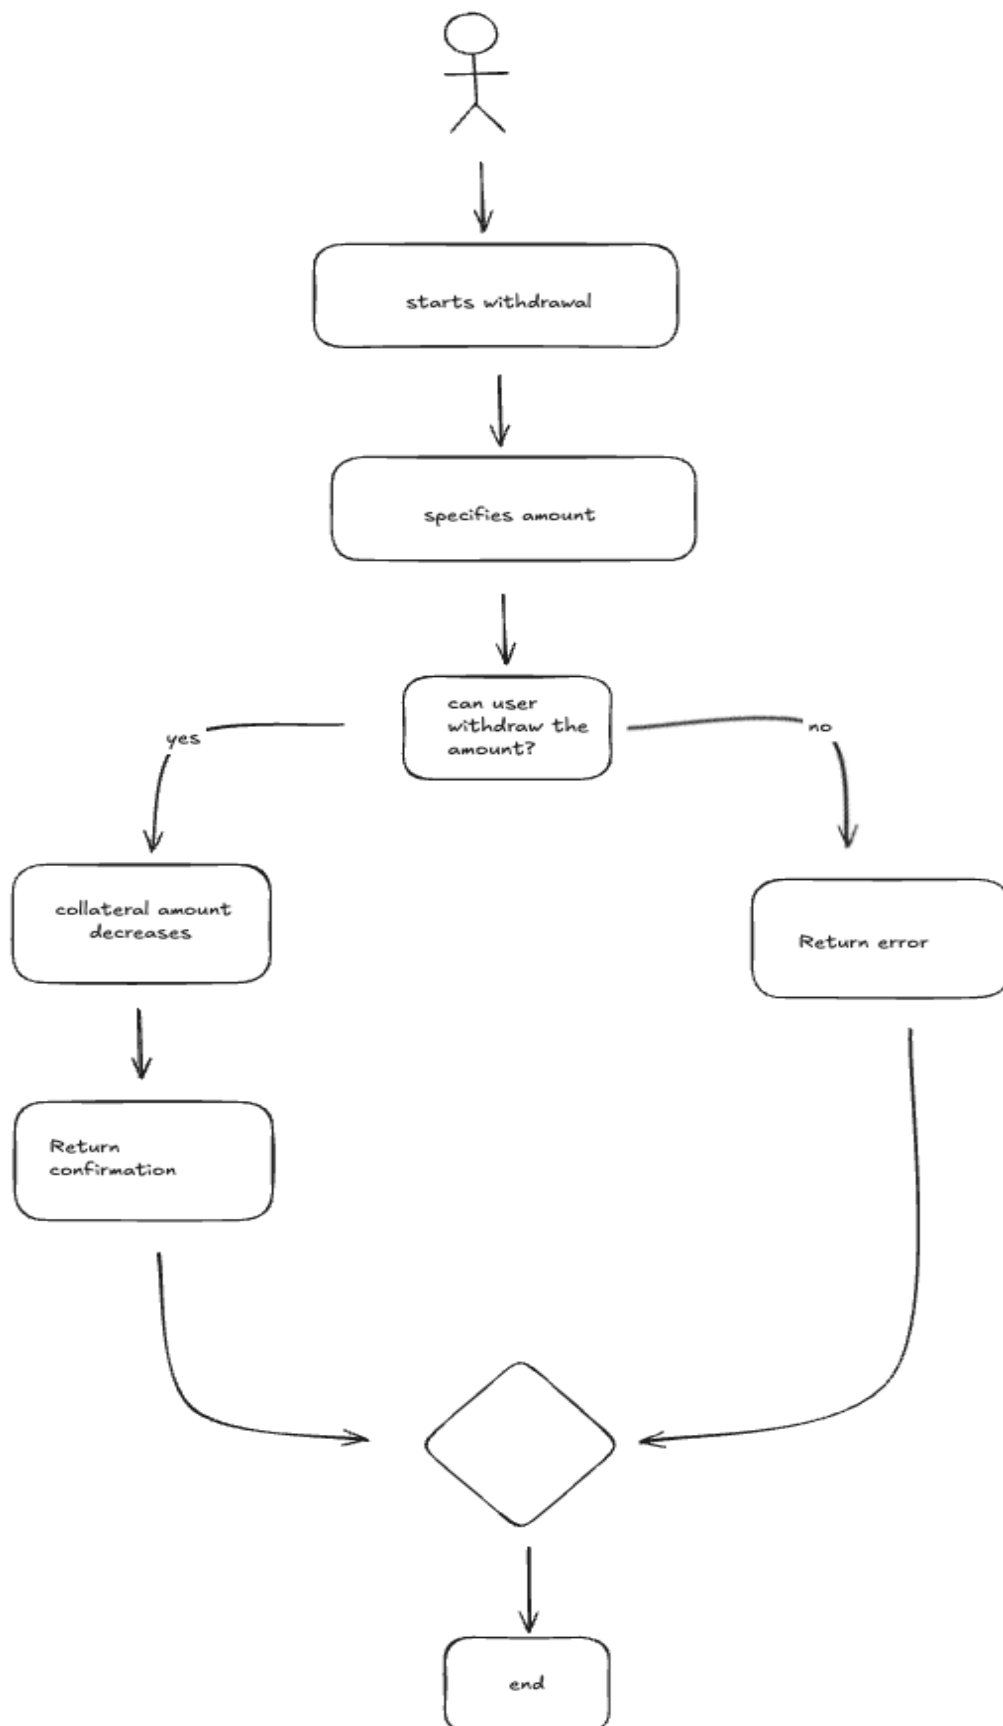 starts withdrawal
specifies amount
can user
withdraw the
amount?
yes
no
collateral amount
decreases
Return error
Return
confirmation
end